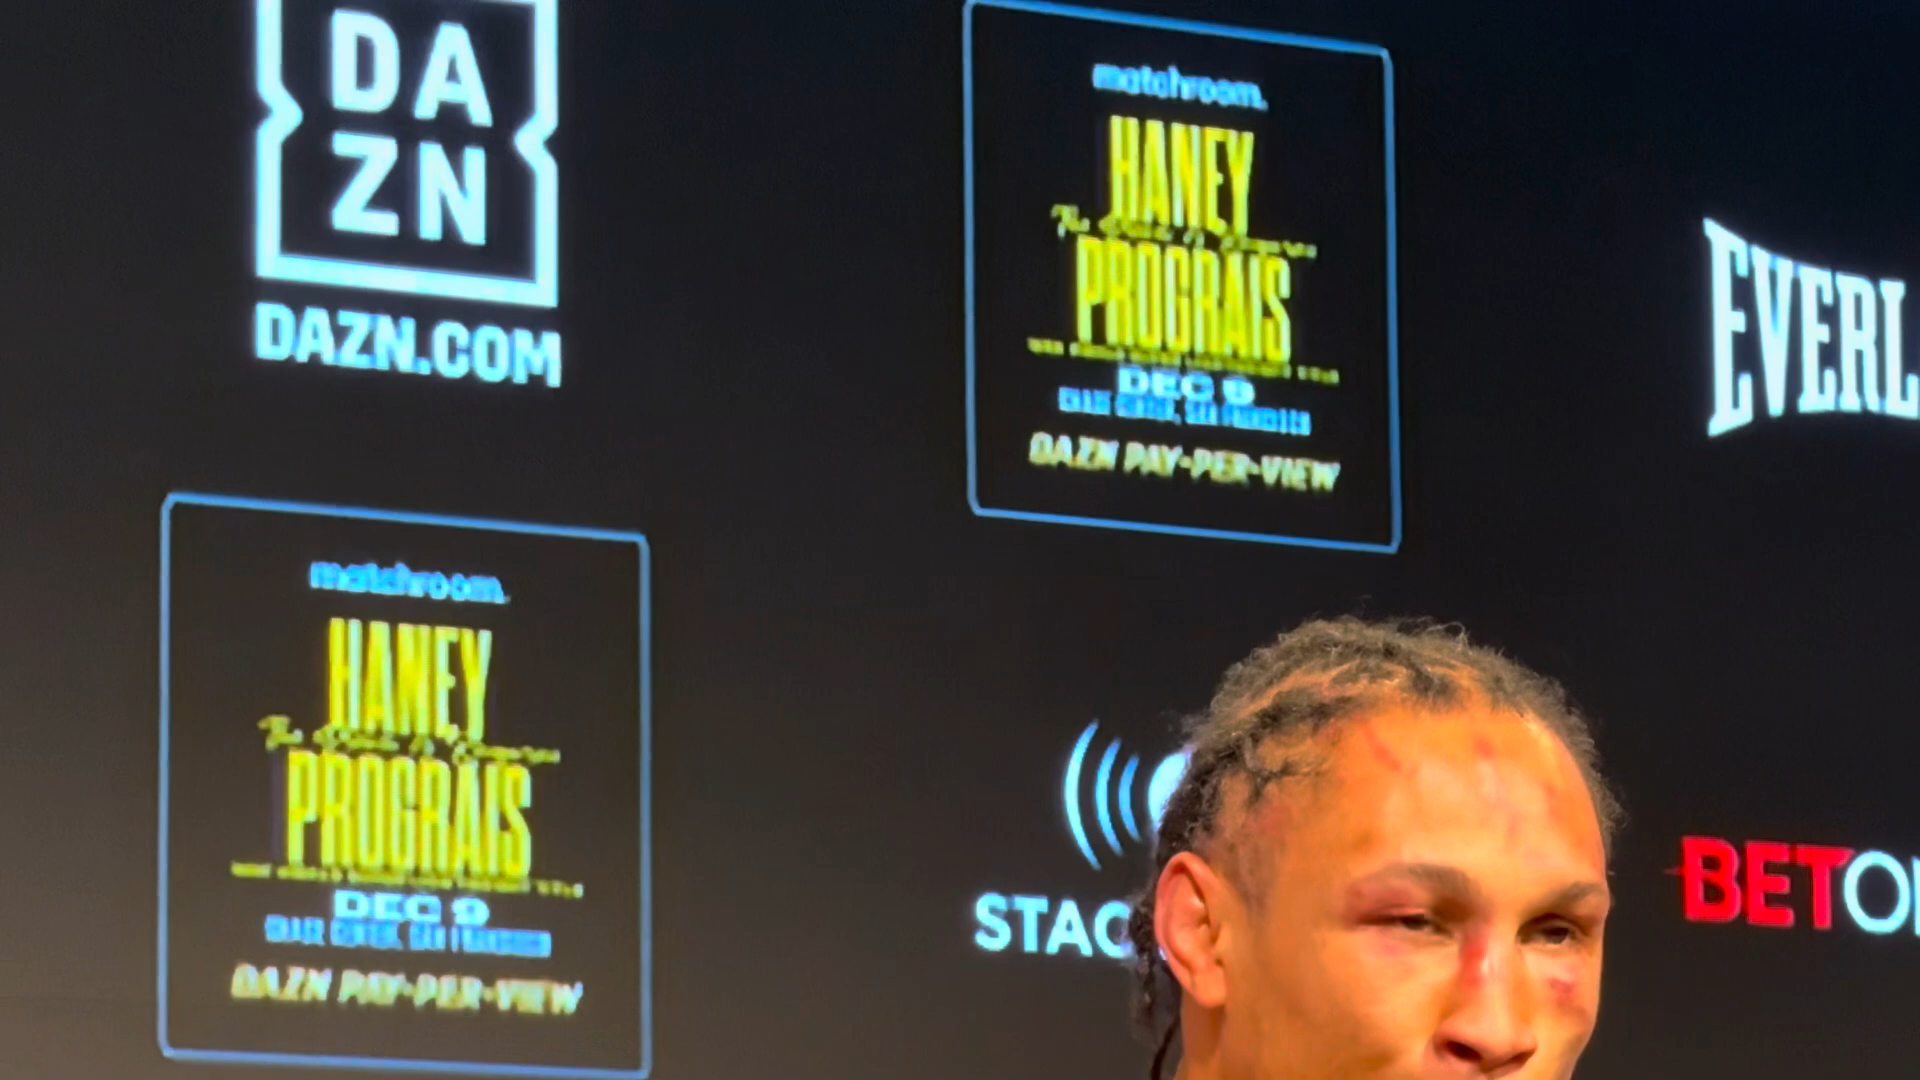 DA
ZN
DAZN.COM
matchroom.
HANEY
PROGRAIS
DEC 9
DAZN PAY-PER-VIEW
EVERL
matchroom.
HANEY
PROGRAIS
DEC 9
DAZN PAY-PER-VIEW
STAC
BETO